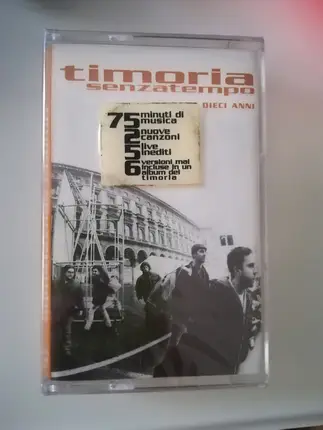 timoria
senzatempo
DIECI ANNI
75 minuti di
musica
2 nuove
canzoni
5 live
inediti
6 versioni mai
incluse in un
album dei
timoria